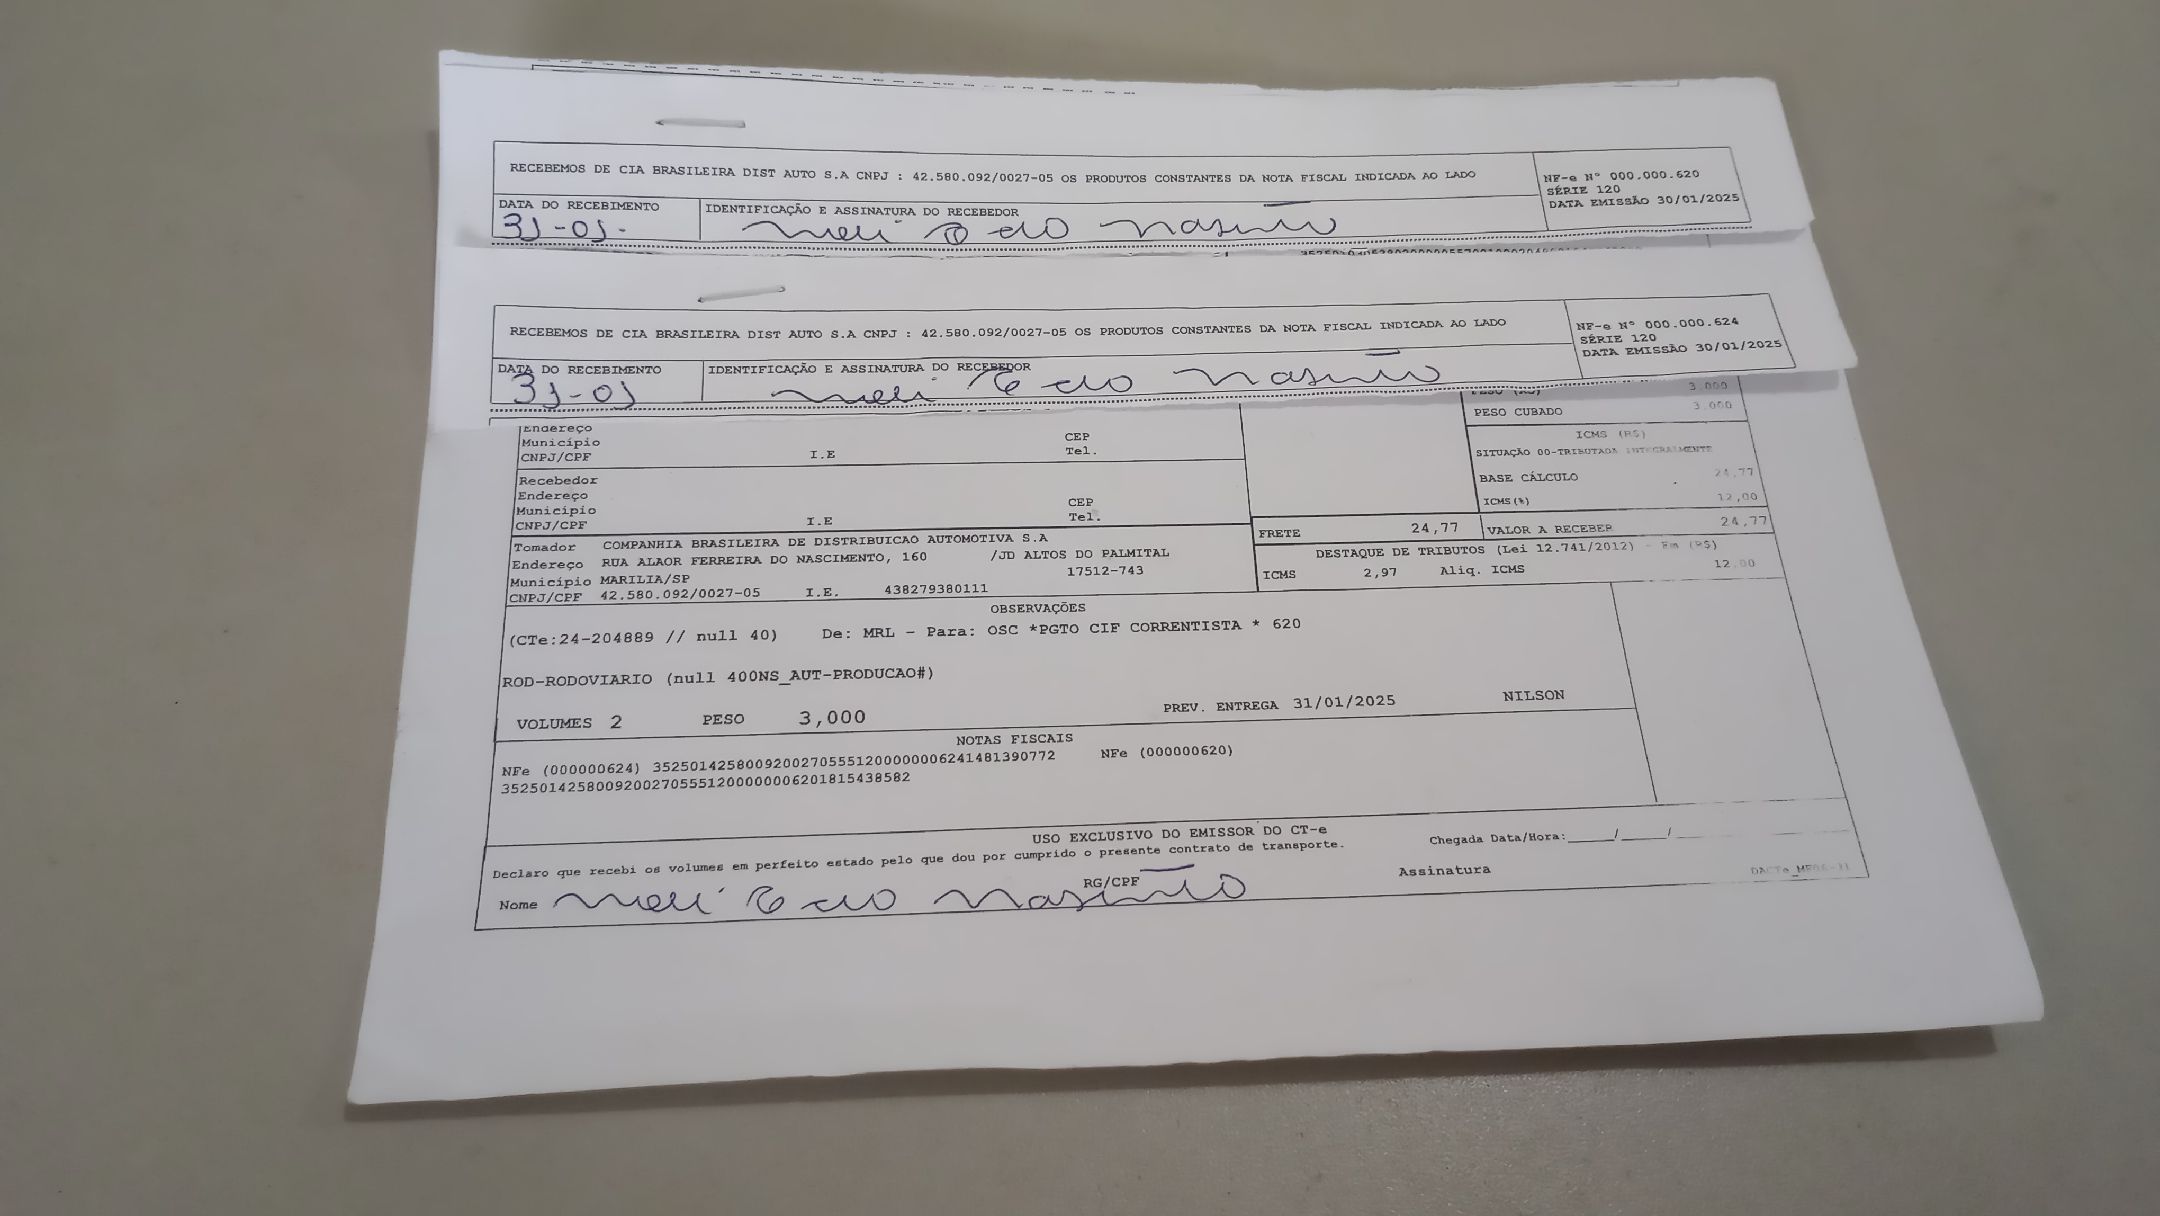 RECEBEMOS DE CIA BRASILEIRA DIST AUTO S.A CNPJ : 42.580.092/0027-05 OS PRODUTOS CONSTANTES DA NOTA FISCAL INDICADA AO LADO
NF-e N° 000.000.620
SÉRIE 120
DATA EMISSÃO 30/01/2025
DATA DO RECEBIMENTO IDENTIFICAÇÃO E ASSINATURA DO RECEBEDOR
31-01-
RECEBEMOS DE CIA BRASILEIRA DIST AUTO S.A CNPJ : 42.580.092/0027-05 OS PRODUTOS CONSTANTES DA NOTA FISCAL INDICADA AO LADO
NF-e N° 000.000.624
SÉRIE 120
DATA EMISSÃO 30/01/2025
DATA DO RECEBIMENTO IDENTIFICAÇÃO E ASSINATURA DO RECEBEDOR
31-01
3.000
PESO CUBADO 3.000
Endereço
Município CEP
CNPJ/CPF I.E Tel.
ICMS (R$)
SITUAÇÃO 00-TRIBUTADA INTEGRALMENTE
BASE CÁLCULO 24,77
ICMS(%) 12,00
Recebedor
Endereço
Município CEP
CNPJ/CPF I.E Tel.
FRETE 24,77 VALOR A RECEBER 24,77
Tomador COMPANHIA BRASILEIRA DE DISTRIBUICAO AUTOMOTIVA S.A
Endereço RUA ALAOR FERREIRA DO NASCIMENTO, 160 /JD ALTOS DO PALMITAL
Município MARILIA/SP 17512-743
CNPJ/CPF 42.580.092/0027-05 I.E. 438279380111
DESTAQUE DE TRIBUTOS (Lei 12.741/2012) - Em (R$)
ICMS 2,97 Aliq. ICMS 12.00
OBSERVAÇÕES
(CTe:24-204889 // null 40) De: MRL - Para: OSC *PGTO CIF CORRENTISTA * 620
ROD-RODOVIARIO (null 400NS_AUT-PRODUCAO#)
VOLUMES 2 PESO 3,000 PREV. ENTREGA 31/01/2025 NILSON
NOTAS FISCAIS
NFe (000000624) 35250142580092002705551200000006241481390772 NFe (000000620)
35250142580092002705551200000006201815438582
USO EXCLUSIVO DO EMISSOR DO CT-e
Declaro que recebi os volumes em perfeito estado pelo que dou por cumprido o presente contrato de transporte.
Chegada Data/Hora:_____/_____/
Nome RG/CPF Assinatura